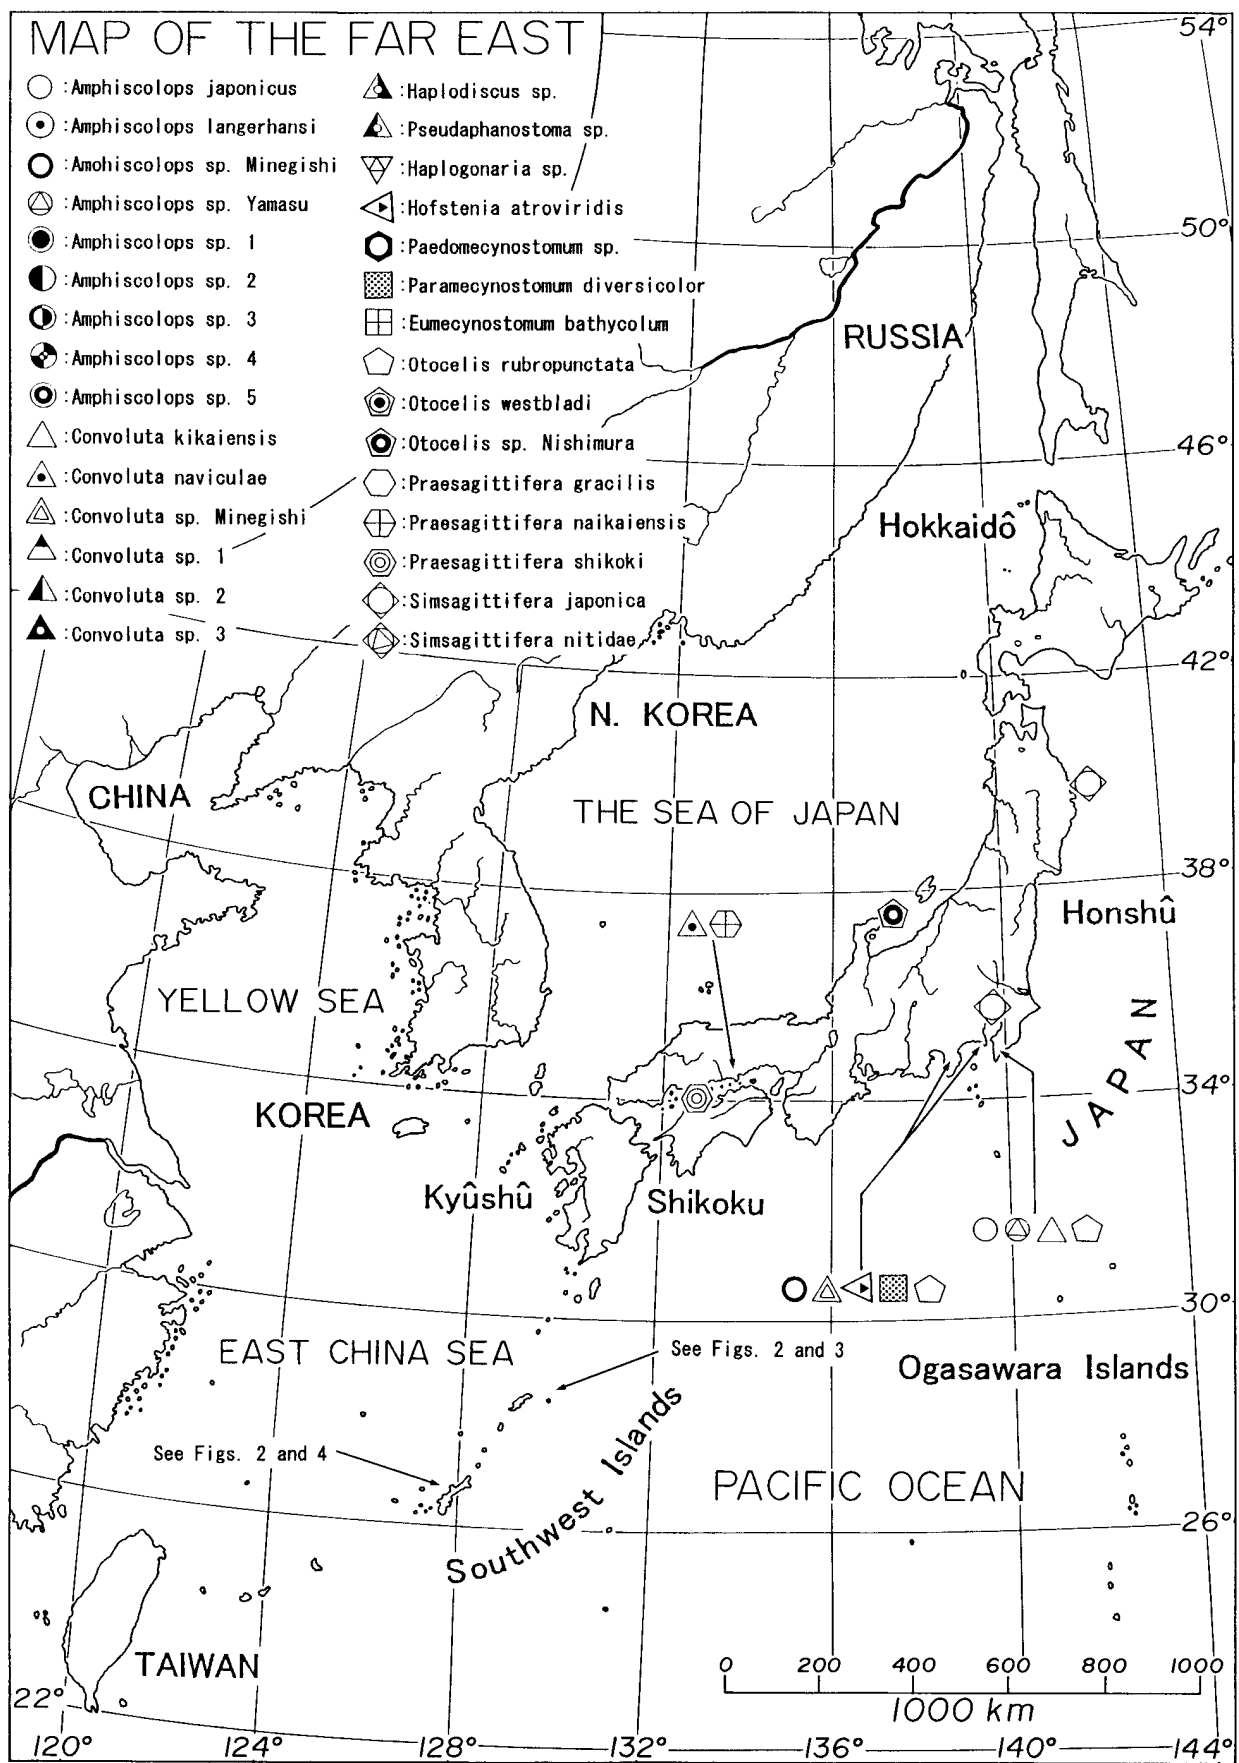 MAP OF THE FAR EAST
:Amphiscolops japonicus
:Amphiscolops langerhansi
:Amohiscolops sp. Minegishi
:Amphiscolops sp. Yamasu
:Amphiscolops sp. 1
:Amphiscolops sp. 2
:Amphiscolops sp. 3
:Amphiscolops sp. 4
:Amphiscolops sp. 5
:Convoluta kikaiensis
:Convoluta naviculae
:Convoluta sp. Minegishi
:Convoluta sp. 1
:Convoluta sp. 2
:Convoluta sp. 3
:Haplodiscus sp.
:Pseudaphanostoma sp.
:Haplogonaria sp.
:Hofstenia atroviridis
:Paedomecynostomum sp.
:Paramecynostomum diversicolor
:Eumecynostomum bathycolum
:Otocelis rubropunctata
:Otocelis westbladi
:Otocelis sp. Nishimura
:Praesagittifera gracilis
:Praesagittifera naikaiensis
:Praesagittifera shikoki
:Simsagittifera japonica
:Simsagittifera nitidae
54°
50°
RUSSIA
46°
Hokkaidô
42°
N. KOREA
CHINA
THE SEA OF JAPAN
38°
Honshû
YELLOW SEA
JAPAN
34°
KOREA
Kyûshû
Shikoku
30°
EAST CHINA SEA
See Figs. 2 and 3
Ogasawara Islands
See Figs. 2 and 4
Southwest Islands
PACIFIC OCEAN
26°
TAIWAN
0 200 400 600 800 1000
1000 km
22°
120° 124° 128° 132° 136° 140° 144°